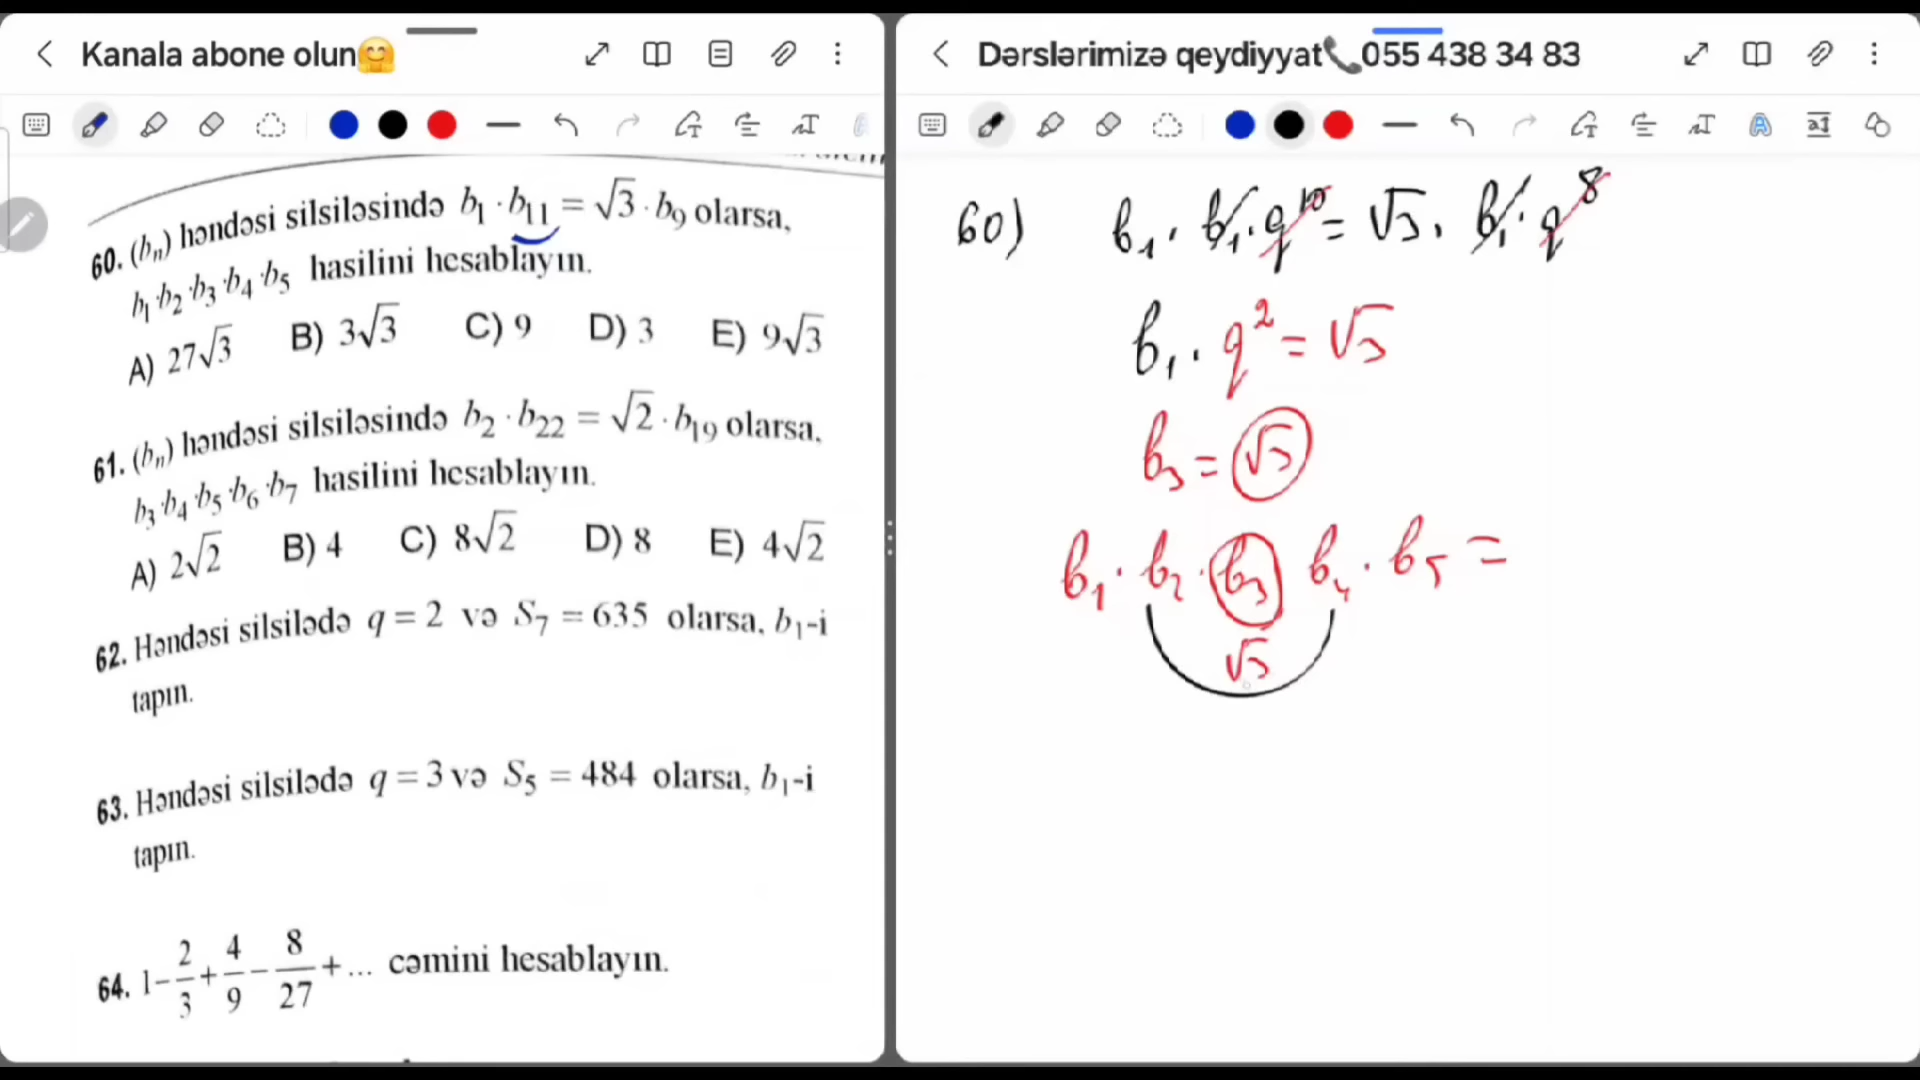 Kanala abone olun🤗
60. (bₙ) həndəsi silsiləsində b₁ · b₁₁ = √3 · b₉ olarsa,
b₁·b₂·b₃·b₄·b₅ hasilini hesablayın.
A) 27√3 B) 3√3 C) 9 D) 3 E) 9√3
61. (bₙ) həndəsi silsiləsində b₂ · b₂₂ = √2 · b₁₉ olarsa,
b₃·b₄·b₅·b₆·b₇ hasilini hesablayın.
A) 2√2 B) 4 C) 8√2 D) 8 E) 4√2
62. Həndəsi silsilədə q = 2 və S₇ = 635 olarsa, b₁-i
tapın.
63. Həndəsi silsilədə q = 3 və S₅ = 484 olarsa, b₁-i
tapın.
64. 1 - 2/3 + 4/9 - 8/27 + ... cəmini hesablayın.
Dərslərimizə qeydiyyat📞055 438 34 83
60) b₁ · b₁ · q¹⁰ = √3 · b₁ · q⁸
b₁ · q² = √3
b₃ = √3
b₁ · b₂ · b₃ b₄ · b₅ =
√3